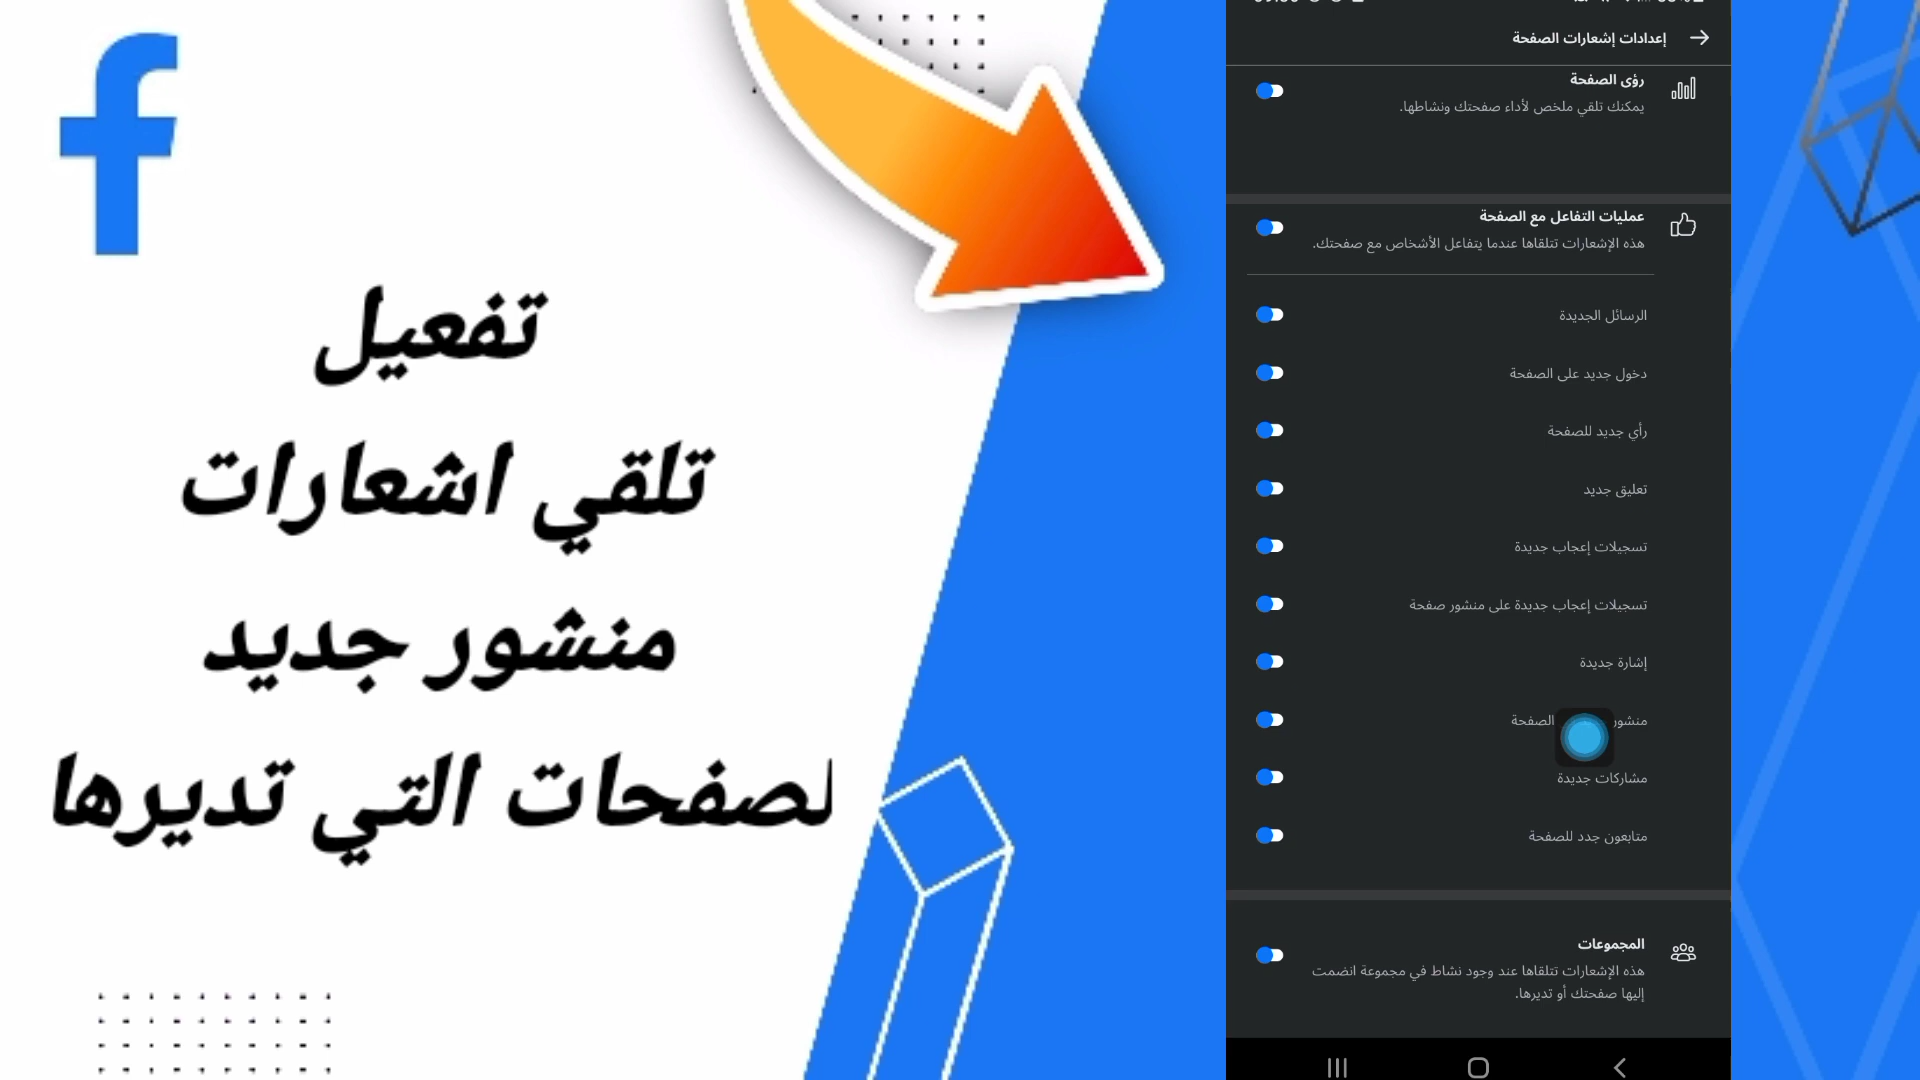 تفعيل
تلقي اشعارات
منشور جديد
لصفحات التي تديرها
إعدادات إشعارات الصفحة
رؤى الصفحة
يمكنك تلقي ملخص لأداء صفحتك ونشاطها.
عمليات التفاعل مع الصفحة
هذه الإشعارات تتلقاها عندما يتفاعل الأشخاص مع صفحتك.
الرسائل الجديدة
دخول جديد على الصفحة
رأي جديد للصفحة
تعليق جديد
تسجيلات إعجاب جديدة
تسجيلات إعجاب جديدة على منشور صفحة
إشارة جديدة
منشور الصفحة
مشاركات جديدة
متابعون جدد للصفحة
المجموعات
هذه الإشعارات تتلقاها عند وجود نشاط في مجموعة انضمت
إليها صفحتك أو تديرها.